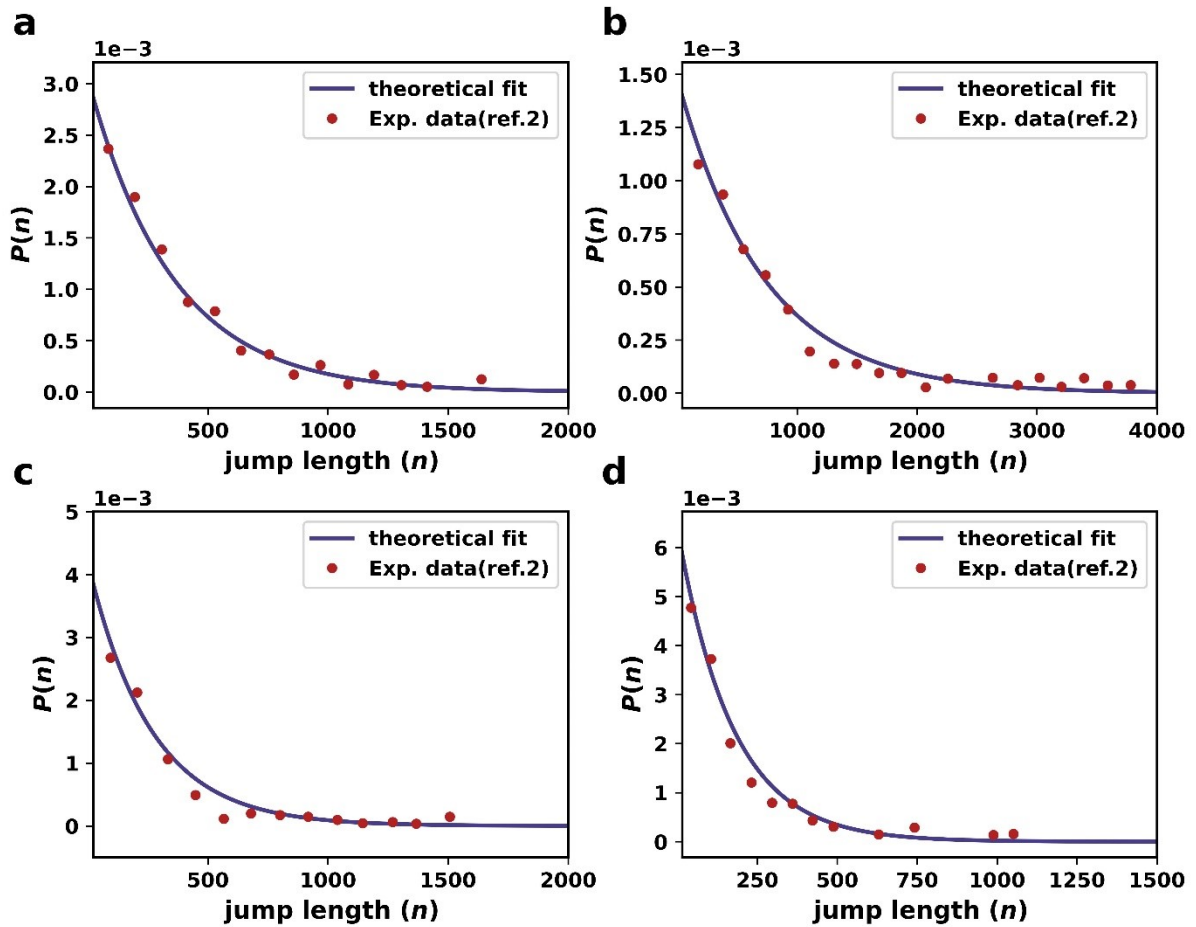 a
1e−3
theoretical fit
Exp. data(ref.2)
3.0
2.5
2.0
1.5
1.0
0.5
0.0
P(n)
500 1000 1500 2000
jump length (n)
b
1e−3
theoretical fit
Exp. data(ref.2)
1.50
1.25
1.00
0.75
0.50
0.25
0.00
P(n)
1000 2000 3000 4000
jump length (n)
c
1e−3
theoretical fit
Exp. data(ref.2)
5
4
3
2
1
0
P(n)
500 1000 1500 2000
jump length (n)
d
1e−3
theoretical fit
Exp. data(ref.2)
6
5
4
3
2
1
0
P(n)
250 500 750 1000 1250 1500
jump length (n)